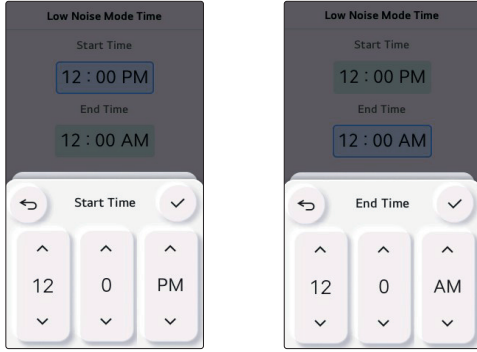 Low Noise Mode Time
Start Time
12 : 00 PM
End Time
12 : 00 AM
Start Time
12 0 PM
Low Noise Mode Time
Start Time
12 : 00 PM
End Time
12 : 00 AM
End Time
12 0 AM